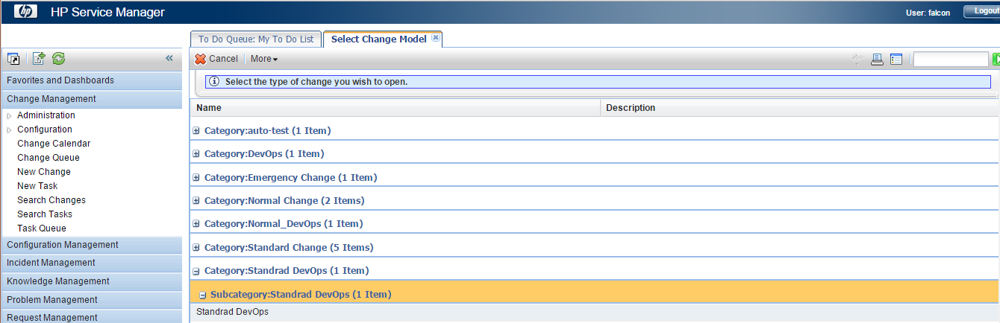 hp HP Service Manager
User: falcon Logout
To Do Queue: My To Do List Select Change Model
Cancel More
abc
Favorites and Dashboards
Change Management
Administration
Configuration
Change Calendar
Change Queue
New Change
New Task
Search Changes
Search Tasks
Task Queue
Configuration Management
Incident Management
Knowledge Management
Problem Management
Request Management
Select the type of change you wish to open.
Name Description
Category:auto-test (1 Item)
Category:DevOps (1 Item)
Category:Emergency Change (1 Item)
Category:Normal Change (2 Items)
Category:Normal_DevOps (1 Item)
Category:Standard Change (5 Items)
Category:Standrad DevOps (1 Item)
Subcategory:Standrad DevOps (1 Item)
Standrad DevOps